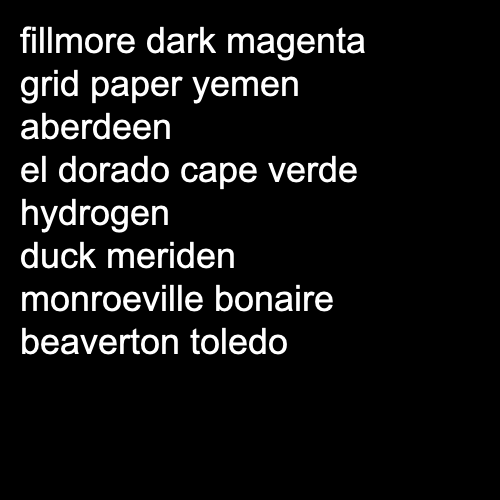 fillmore dark magenta
grid paper yemen
aberdeen
el dorado cape verde
hydrogen
duck meriden
monroeville bonaire
beaverton toledo